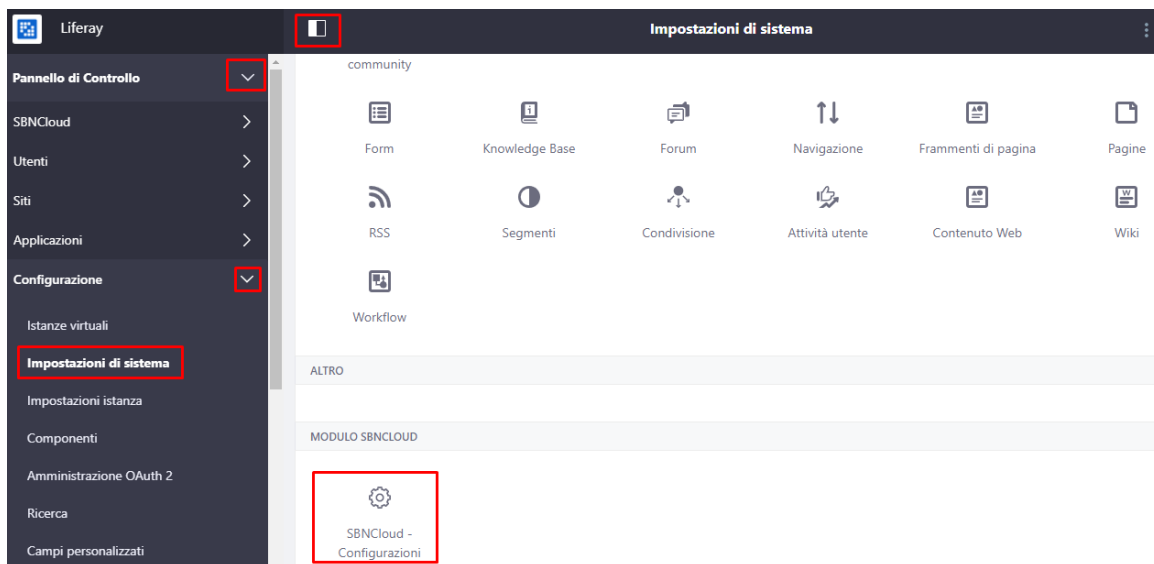 Liferay
Impostazioni di sistema
Pannello di Controllo
SBNCloud
Utenti
Siti
Applicazioni
Configurazione
Istanze virtuali
Impostazioni di sistema
Impostazioni istanza
Componenti
Amministrazione OAuth 2
Ricerca
Campi personalizzati
community
Form
Knowledge Base
Forum
Navigazione
Frammenti di pagina
Pagine
RSS
Segmenti
Condivisione
Attività utente
Contenuto Web
Wiki
Workflow
ALTRO
MODULO SBNCLOUD
SBNCloud -
Configurazioni